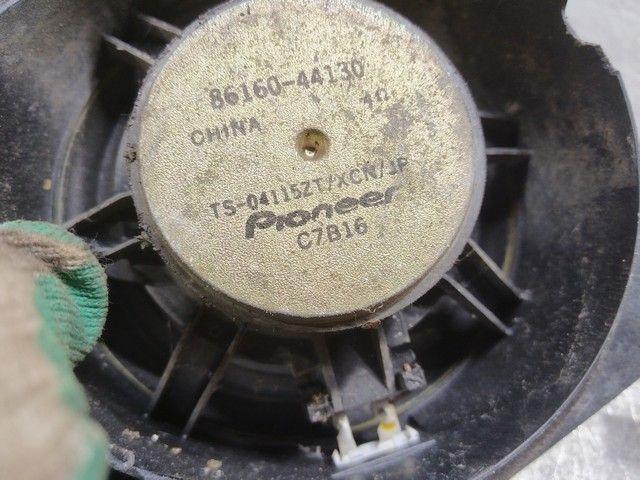 86160-44130
4Ω
CHINA
TS-04115ZT/XCN/JP
Pioneer
C7B16